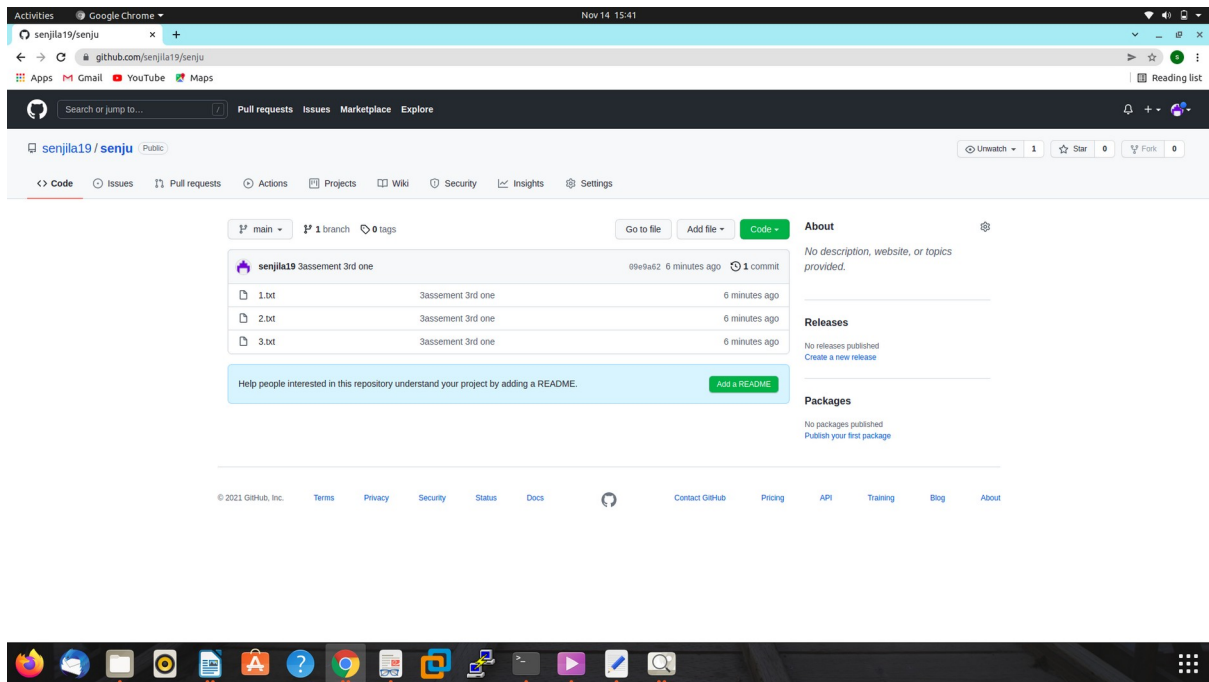 Activities Google Chrome Nov 14 15:41
senjila19/senju
github.com/senjila19/senju
Apps Gmail YouTube Maps Reading list
Search or jump to... / Pull requests Issues Marketplace Explore
senjila19 / senju Public Unwatch 1 Star 0 Fork 0
<> Code Issues Pull requests Actions Projects Wiki Security Insights Settings
main 1 branch 0 tags Go to file Add file Code
senjila19 3assement 3rd one 09e9a62 6 minutes ago 1 commit
1.txt 3assement 3rd one 6 minutes ago
2.txt 3assement 3rd one 6 minutes ago
3.txt 3assement 3rd one 6 minutes ago
Help people interested in this repository understand your project by adding a README. Add a README
About
No description, website, or topics
provided.
Releases
No releases published
Create a new release
Packages
No packages published
Publish your first package
© 2021 GitHub, Inc. Terms Privacy Security Status Docs Contact GitHub Pricing API Training Blog About